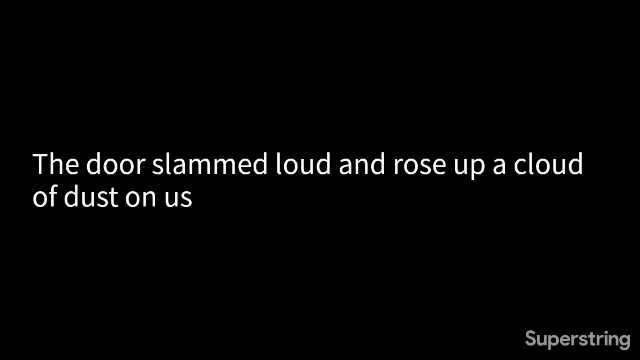 The door slammed loud and rose up a cloud
of dust on us
Superstring